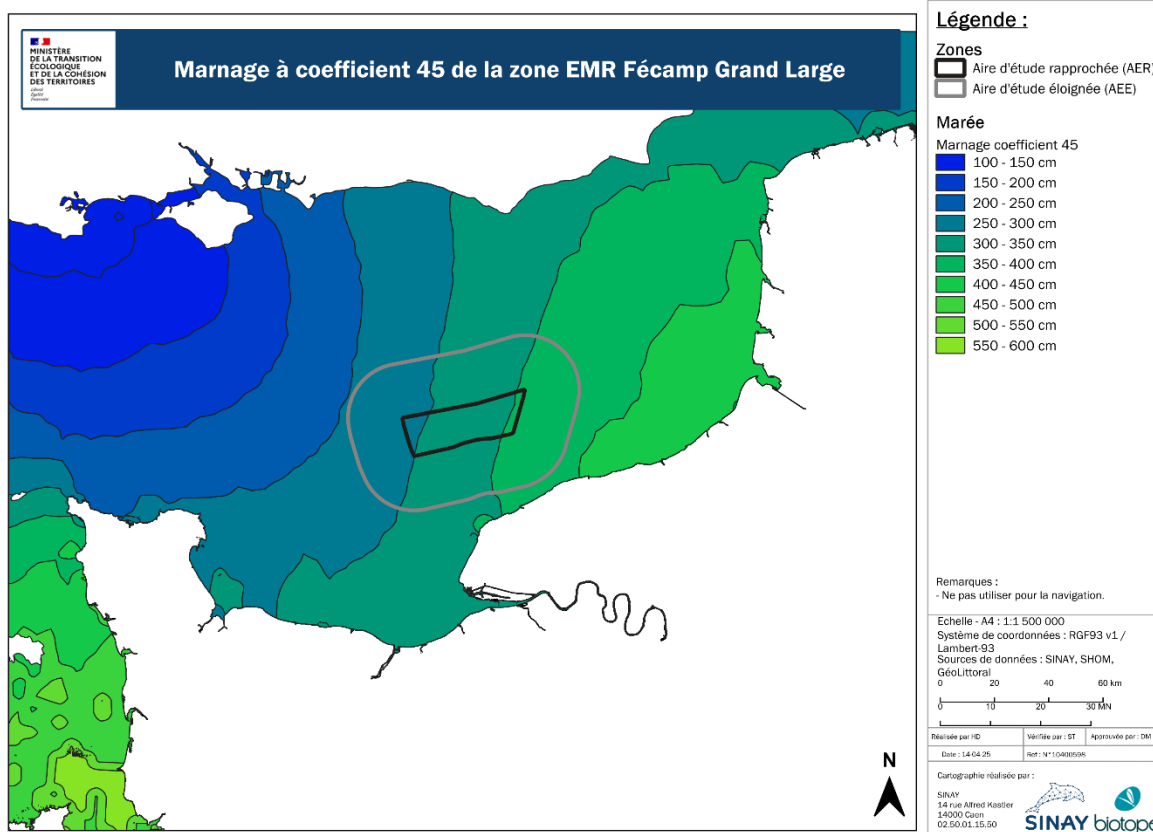 MINISTÈRE
DE LA TRANSITION
ÉCOLOGIQUE
ET DE LA COHÉSION
DES TERRITOIRES
Liberté
Égalité
Fraternité
Marnage à coefficient 45 de la zone EMR Fécamp Grand Large
N
Légende :
Zones
Aire d'étude rapprochée (AER)
Aire d'étude éloignée (AEE)
Marée
Marnage coefficient 45
100 - 150 cm
150 - 200 cm
200 - 250 cm
250 - 300 cm
300 - 350 cm
350 - 400 cm
400 - 450 cm
450 - 500 cm
500 - 550 cm
550 - 600 cm
Remarques :
- Ne pas utiliser pour la navigation.
Echelle - A4 : 1:1 500 000
Système de coordonnées : RGF93 v1 /
Lambert-93
Sources de données : SINAY, SHOM,
GéoLittoral
0 20 40 60 km
0 10 20 30 MN
Réalisée par HD
Vérifiée par : ST
Approuvée par : DM
Date : 14-04-25
Ref : N°10400598
Cartographie réalisée par :
SINAY
14 rue Alfred Kastler
14000 Caen
02.50.01.15.50
SINAY biotope